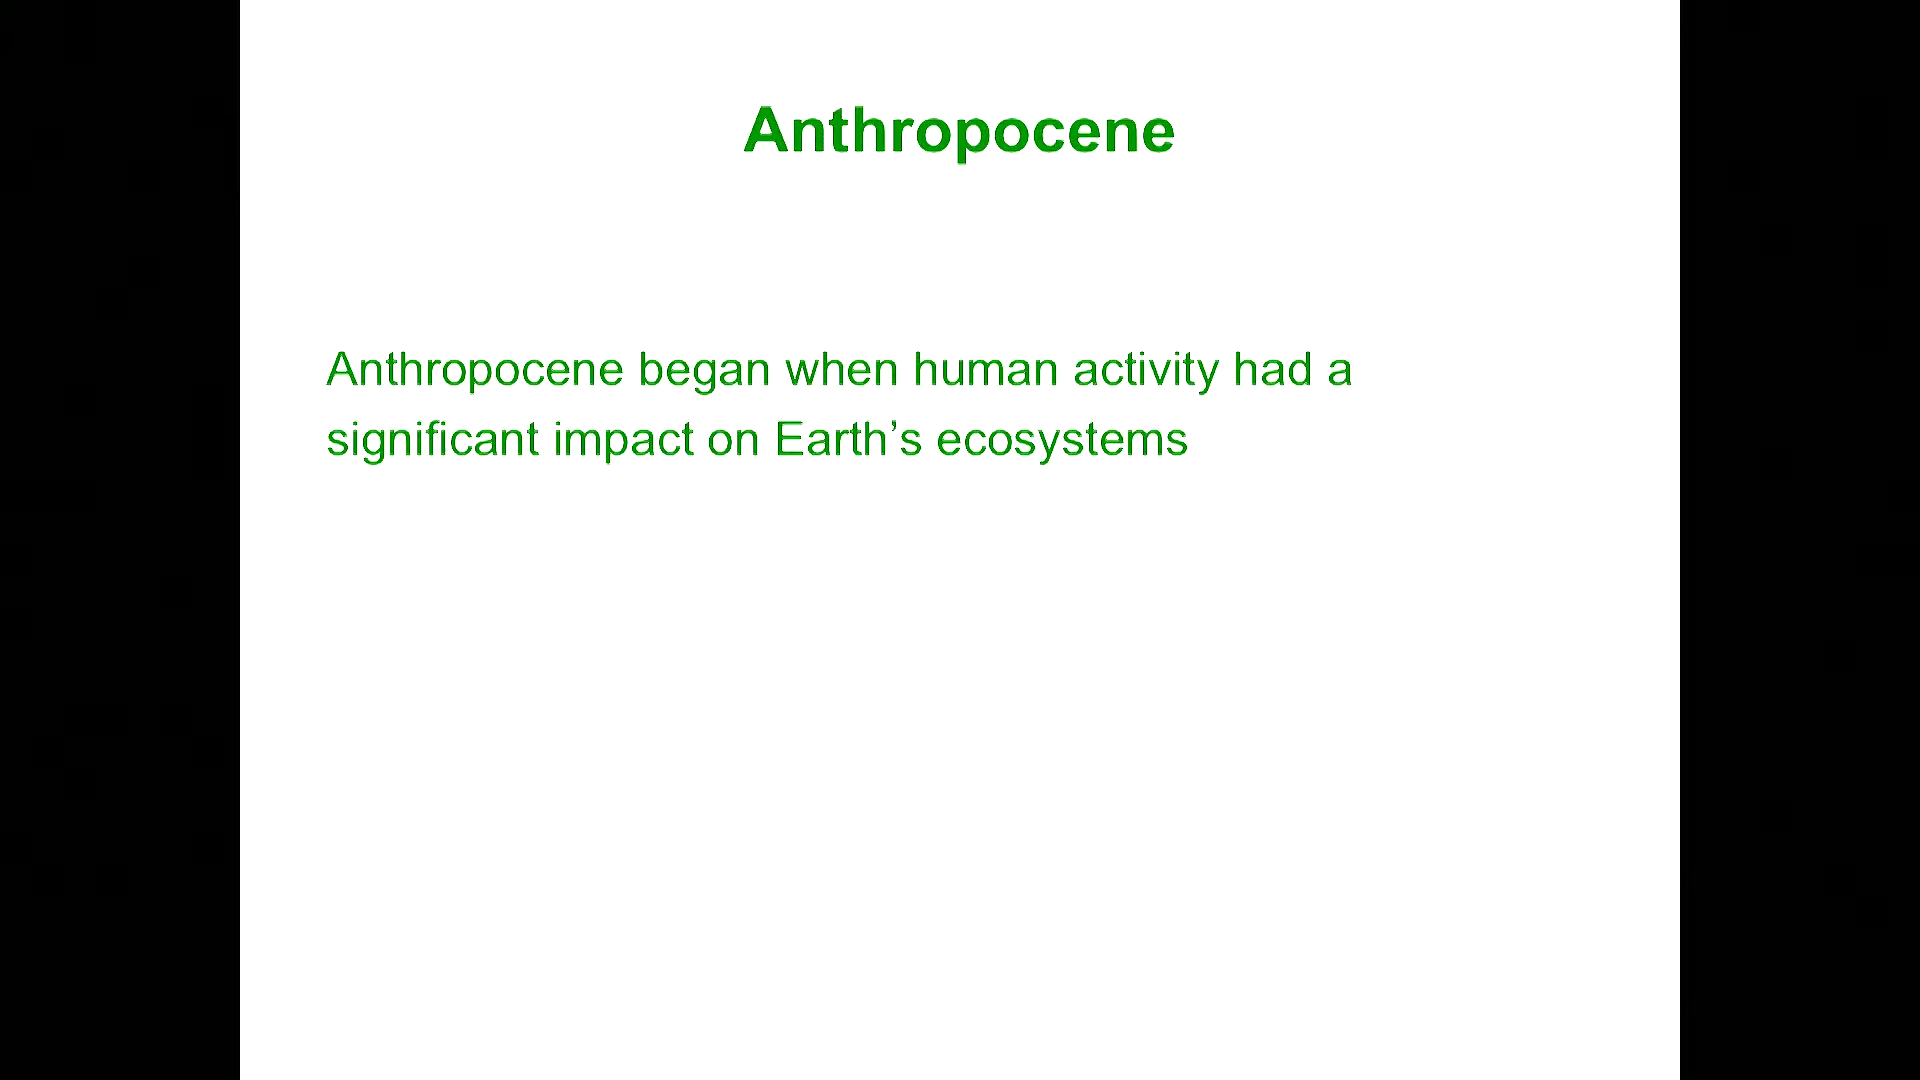 Anthropocene
Anthropocene began when human activity had a
significant impact on Earth’s ecosystems